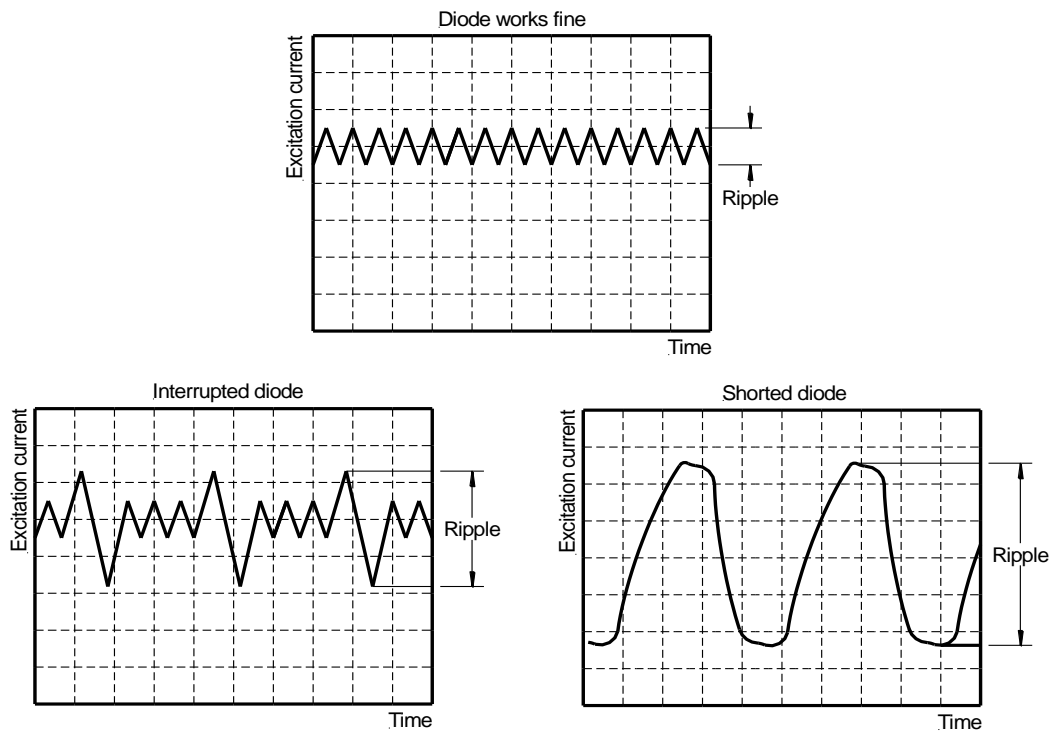 Diode works fine
Excitation current
Ripple
Time
Interrupted diode
Excitation current
Ripple
Time
Shorted diode
Excitation current
Ripple
Time